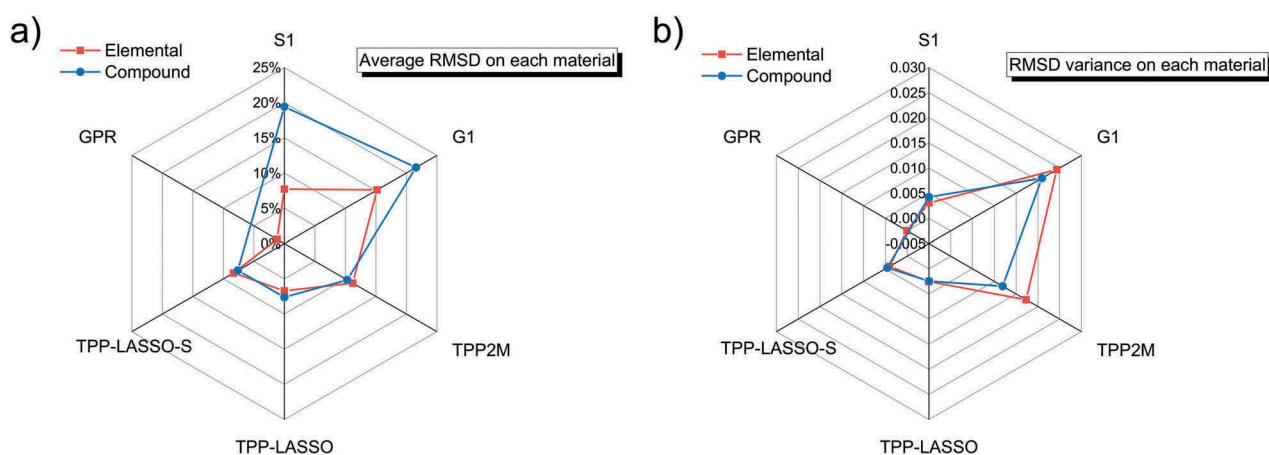 a)
Elemental
Compound
S1
Average RMSD on each material
25%
20%
15%
10%
5%
0%
GPR
G1
TPP-LASSO-S
TPP2M
TPP-LASSO
b)
Elemental
Compound
S1
RMSD variance on each material
0.030
0.025
0.020
0.015
0.010
0.005
0.000
-0.005
GPR
G1
TPP-LASSO-S
TPP2M
TPP-LASSO